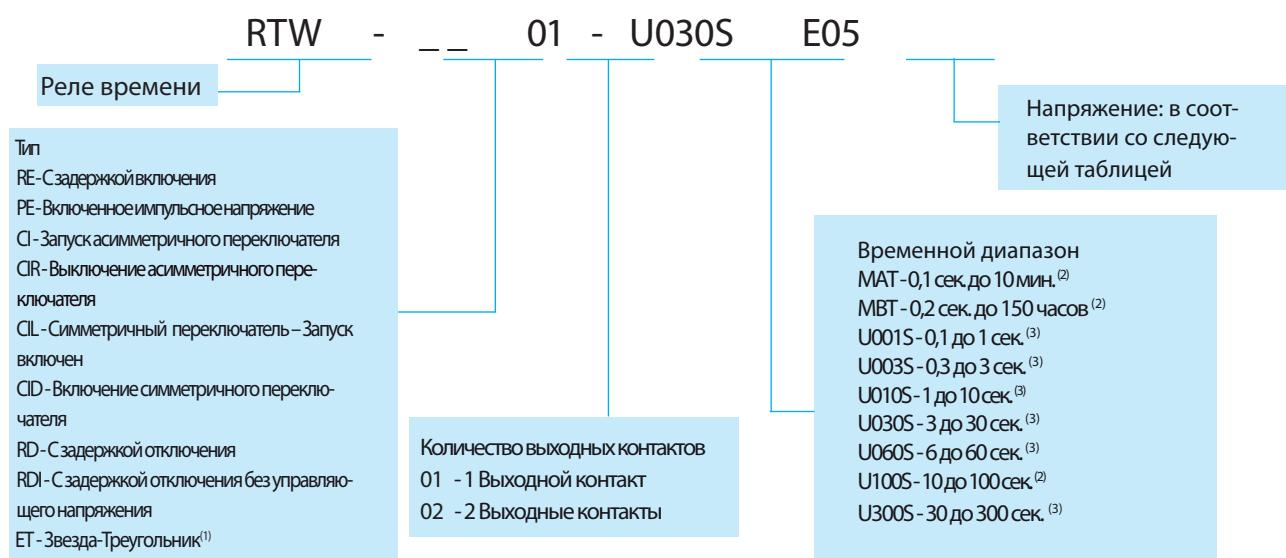 RTW - _ _ 01 - U030S E05
Реле времени
Напряжение: в соот-
ветствии со следую-
щей таблицей
Тип
RE - С задержкой включения
PE - Включенное импульсное напряжение
CI - Запуск асимметричного переключателя
CIR - Выключение асимметричного пере-
ключателя
CIL - Симметричный переключатель – Запуск
включен
CID - Включение симметричного переклю-
чателя
RD - С задержкой отключения
RDI - С задержкой отключения без управляю-
щего напряжения
ET - Звезда-Треугольник(1)
Количество выходных контактов
01 - 1 Выходной контакт
02 - 2 Выходные контакты
Временной диапазон
MAT - 0,1 сек. до 10 мин. (2)
MBT - 0,2 сек. до 150 часов (2)
U001S - 0,1 до 1 сек. (3)
U003S - 0,3 до 3 сек. (3)
U010S - 1 до 10 сек. (3)
U030S - 3 до 30 сек. (3)
U060S - 6 до 60 сек. (3)
U100S - 10 до 100 сек. (2)
U300S - 30 до 300 сек. (3)